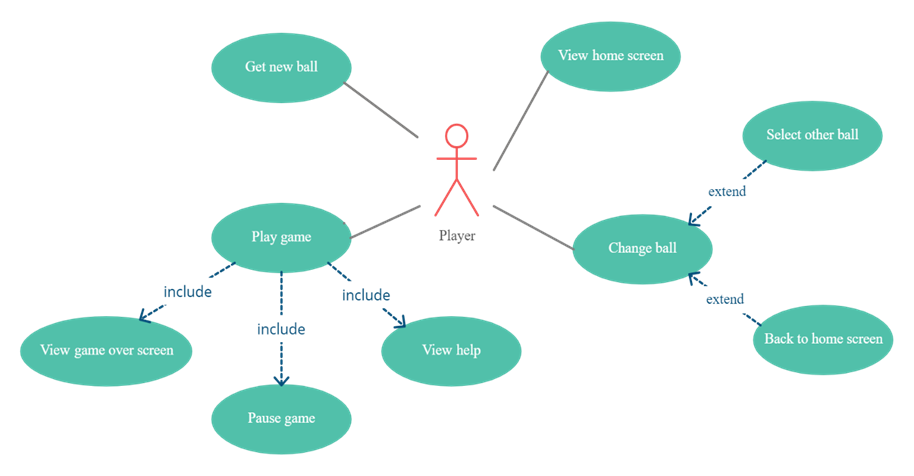 Get new ball
View home screen
Select other ball
extend
Play game
Player
Change ball
include
include
extend
include
View game over screen
View help
Back to home screen
Pause game